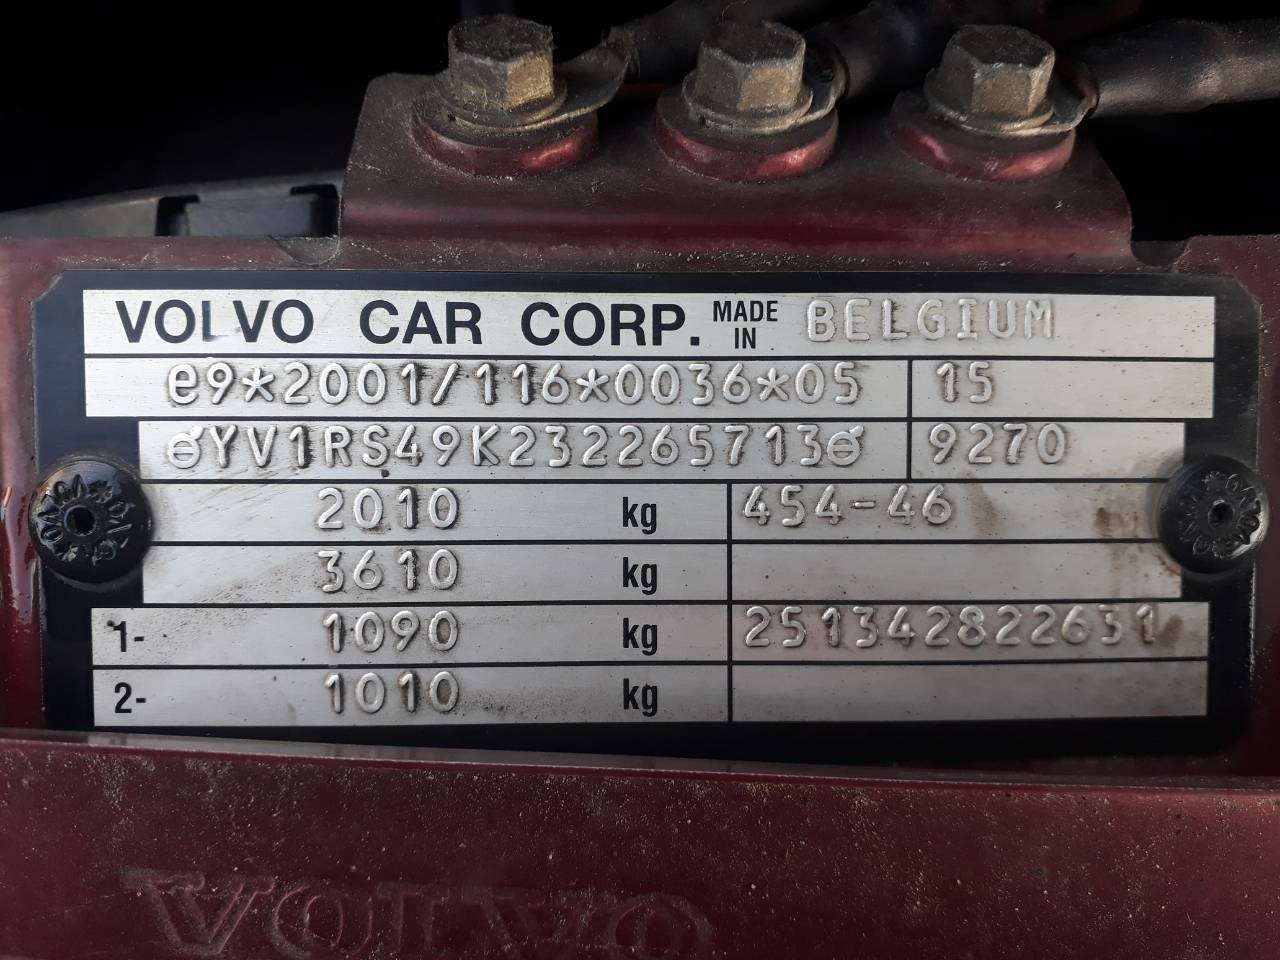 VOLVO CAR CORP. MADE IN BELGIUM
e9*2001/116*0036*05 15
YV1RS49K232265713 9270
2010 kg 454-46
3610 kg
1- 1090 kg 251342822631
2- 1010 kg
VOLVO